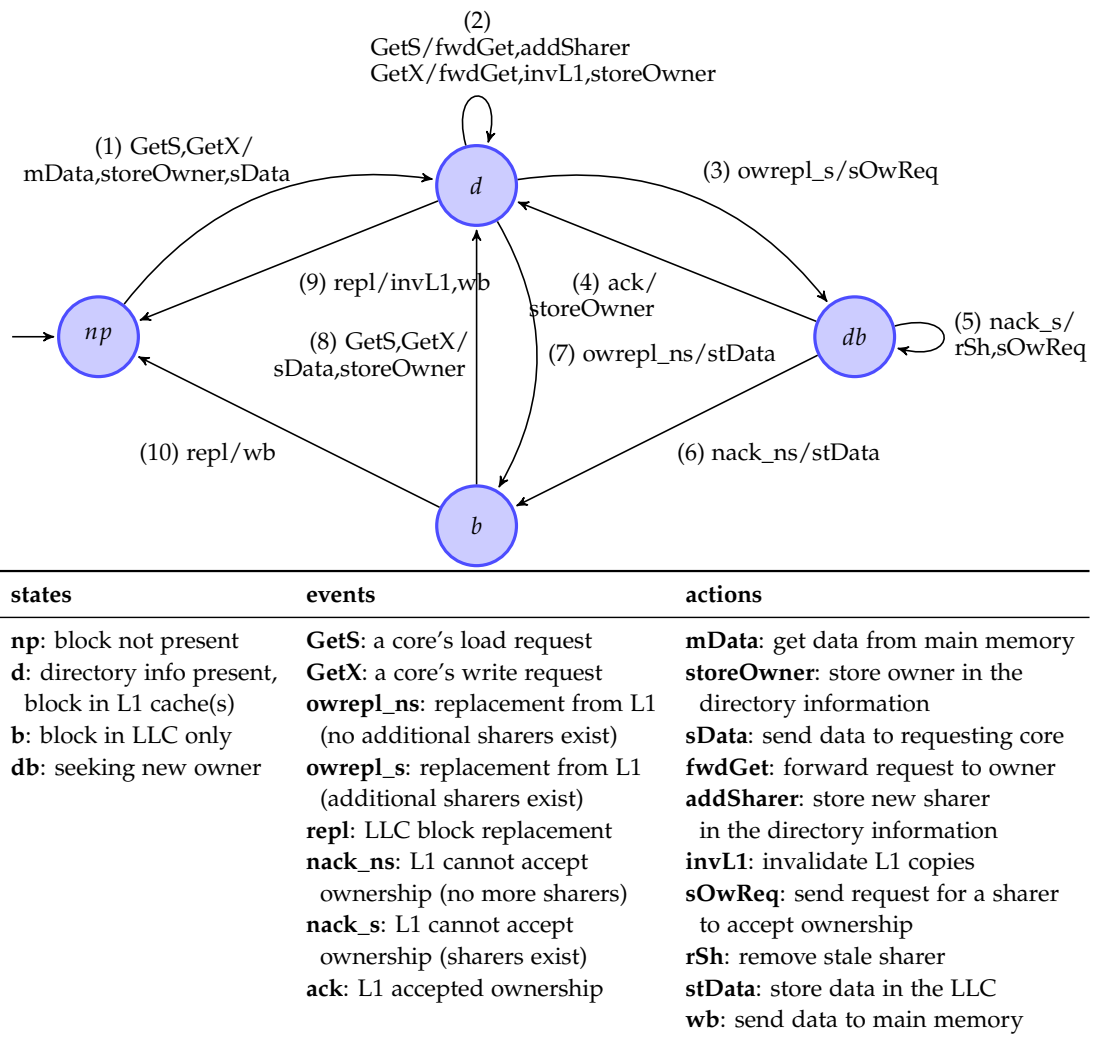 (2)
GetS/fwdGet,addSharer
GetX/fwdGet,invL1,storeOwner
(1) GetS,GetX/
mData,storeOwner,sData
d
(3) owrepl_s/sOwReq
(9) repl/invL1,wb
(4) ack/
storeOwner
np
db
(5) nack_s/
rSh,sOwReq
(8) GetS,GetX/
sData,storeOwner
(7) owrepl_ns/stData
(10) repl/wb
(6) nack_ns/stData
b
states
np: block not present
d: directory info present,
block in L1 cache(s)
b: block in LLC only
db: seeking new owner
events
GetS: a core's load request
GetX: a core's write request
owrepl_ns: replacement from L1
(no additional sharers exist)
owrepl_s: replacement from L1
(additional sharers exist)
repl: LLC block replacement
nack_ns: L1 cannot accept
ownership (no more sharers)
nack_s: L1 cannot accept
ownership (sharers exist)
ack: L1 accepted ownership
actions
mData: get data from main memory
storeOwner: store owner in the
directory information
sData: send data to requesting core
fwdGet: forward request to owner
addSharer: store new sharer
in the directory information
invL1: invalidate L1 copies
sOwReq: send request for a sharer
to accept ownership
rSh: remove stale sharer
stData: store data in the LLC
wb: send data to main memory